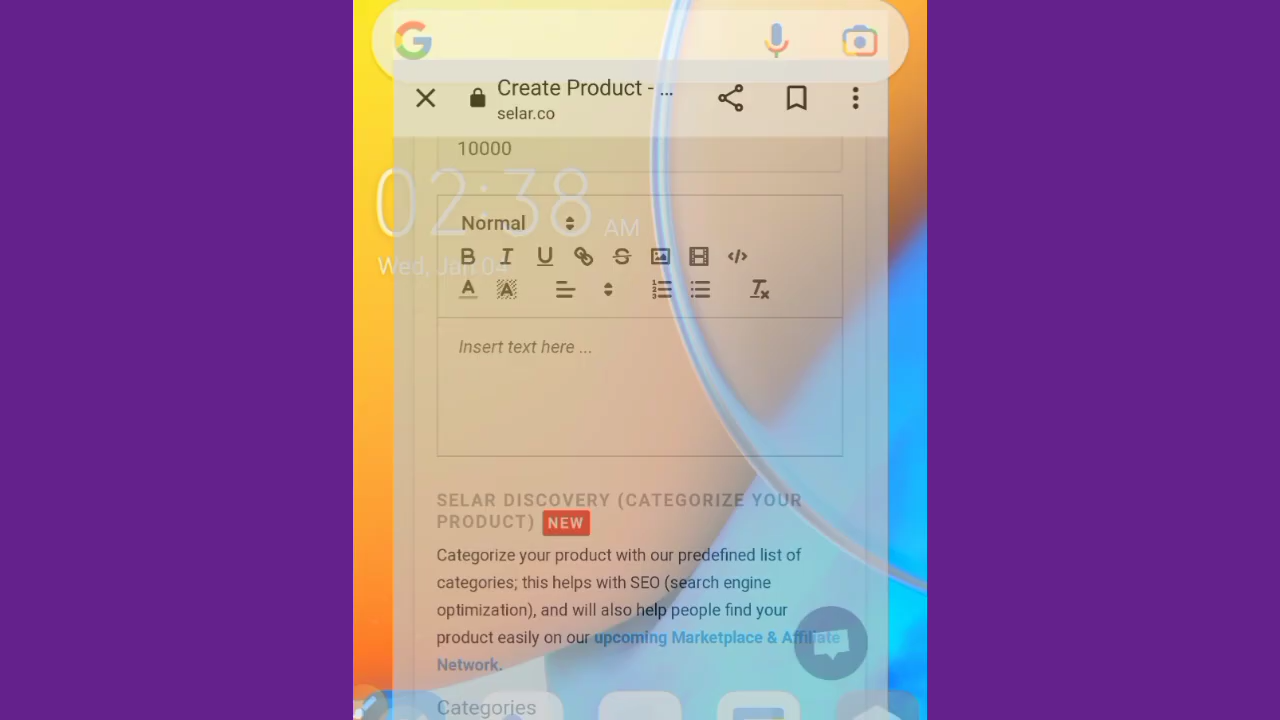 Create Product - ...
selar.co
10000
02:38 AM
Normal
Wed, Jan 04
Insert text here ...
SELAR DISCOVERY (CATEGORIZE YOUR
PRODUCT) NEW
Categorize your product with our predefined list of
categories; this helps with SEO (search engine
optimization), and will also help people find your
product easily on our upcoming Marketplace & Affiliate
Network.
Categories